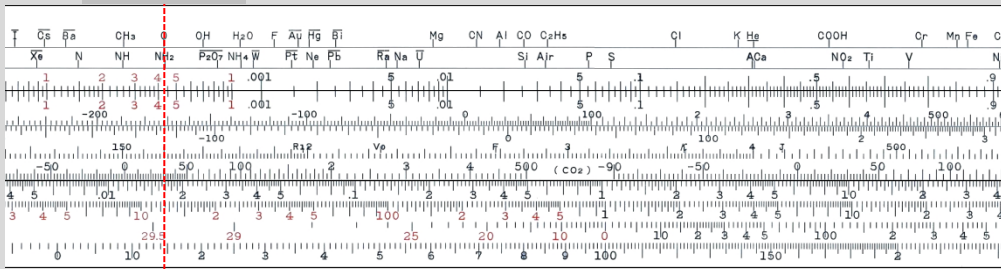 I Cs Ba CH3 O OH H2O F Au Hg Bi Mg CN Al CO C2H5 Cl K He COOH Cr Mn Fe C
Xe N NH NH2 P2O7 NH4 W Pt Ne Pb Ra Na U Si Air P S A Ca NO2 Ti V N
1 2 3 4 5 1 .001 5 .01 5 .1 .5 .9
1 2 3 4 5 1 .001 5 .01 5 .1 .5 .9
-200 -100 0 100 2 3 4 500
150 -100 R12 Vp F 0 A 100 4 J 2 500 3
-50 0 50 100 2 3 4 500 (CO2) -90 -50 0 50 100
4 5 .01 2 3 4 5 .1 2 3 4 5 1 2 3 4 5 10 2 3 4
3 4 5 10 2 3 4 5 100 2 3 4 5 1 2 3 4 5 10 2 3 4
29.5 29 25 20 10 0 10 2 3 4 100 2 3 4 5
0 10 2 3 4 5 6 7 8 9 100 150 2